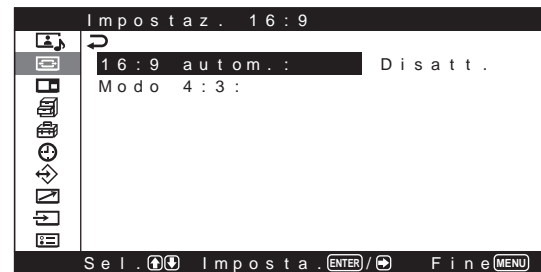 Impostaz. 16:9
16:9 autom.: Disatt.
Modo 4:3:
Sel. Imposta. ENTER / Fine MENU